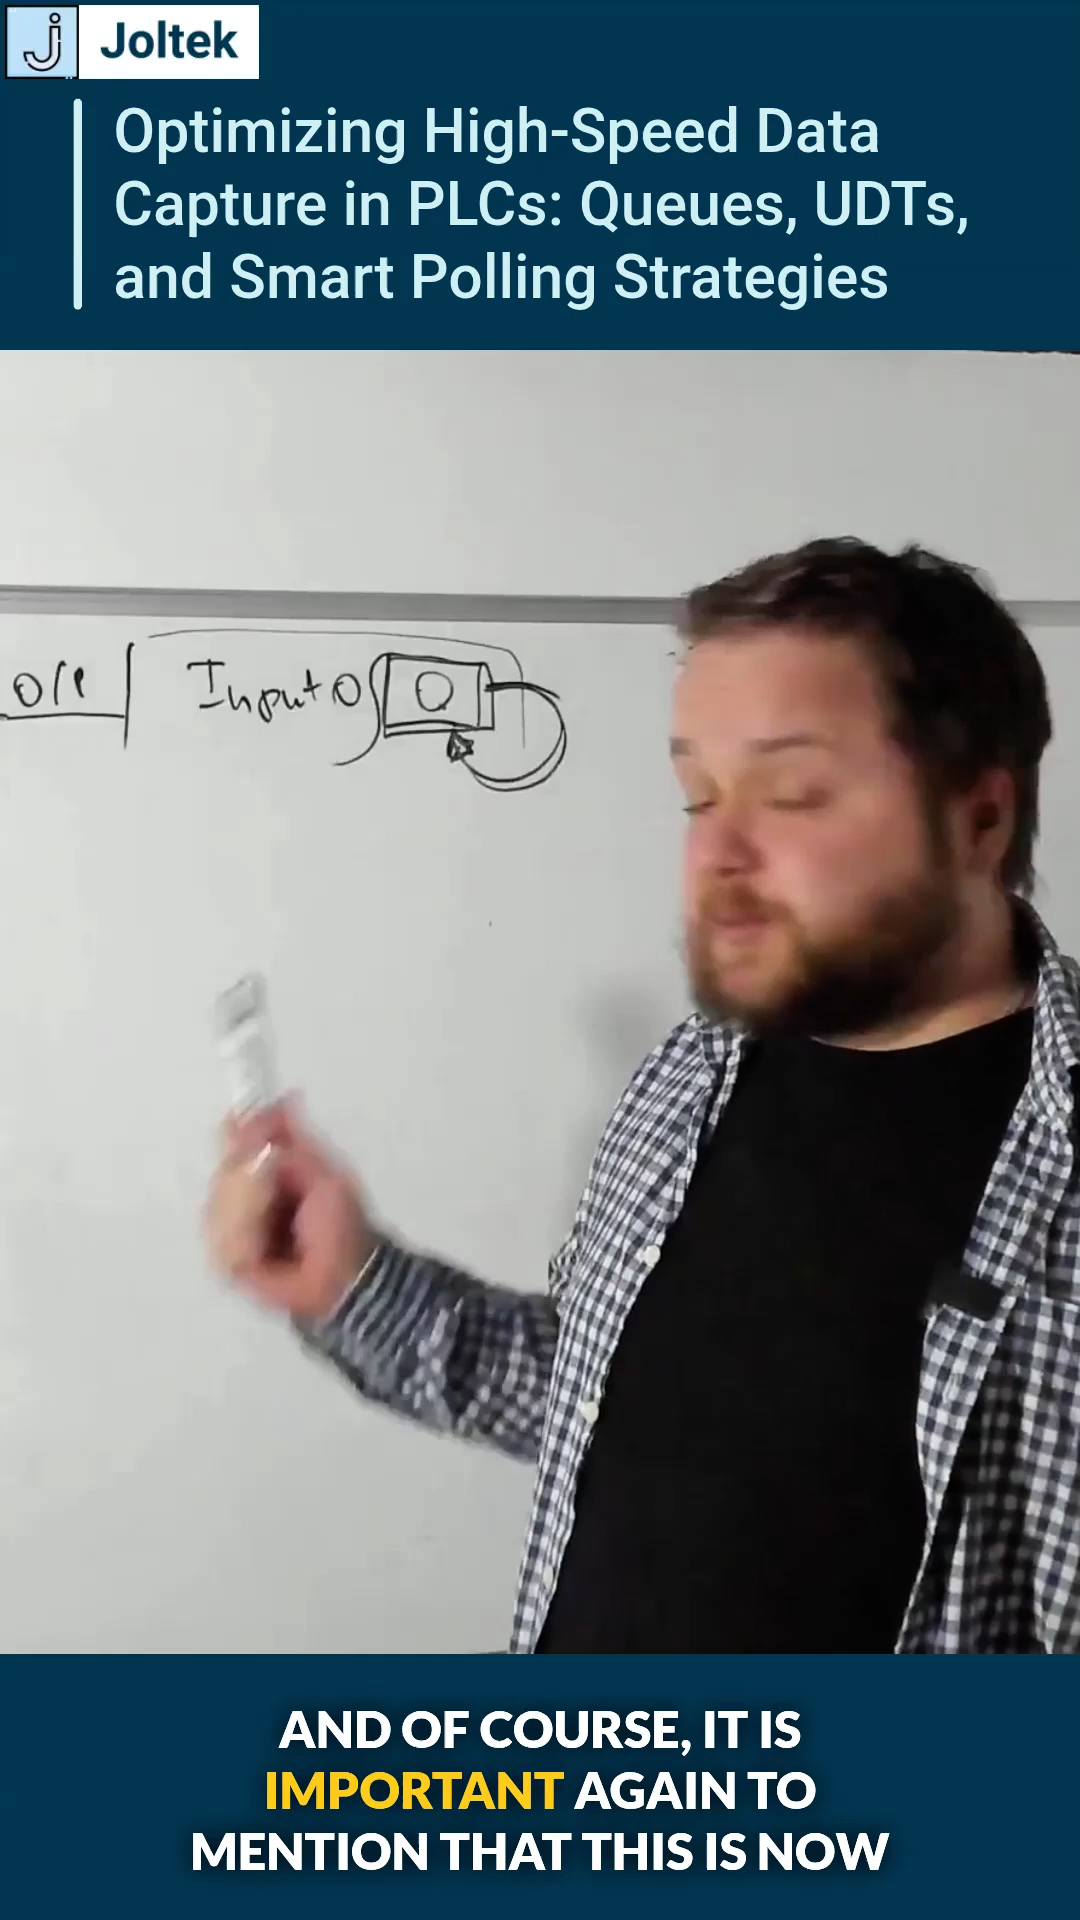 Joltek
Optimizing High-Speed Data
Capture in PLCs: Queues, UDTs,
and Smart Polling Strategies
Input 0
AND OF COURSE, IT IS
IMPORTANT AGAIN TO
MENTION THAT THIS IS NOW